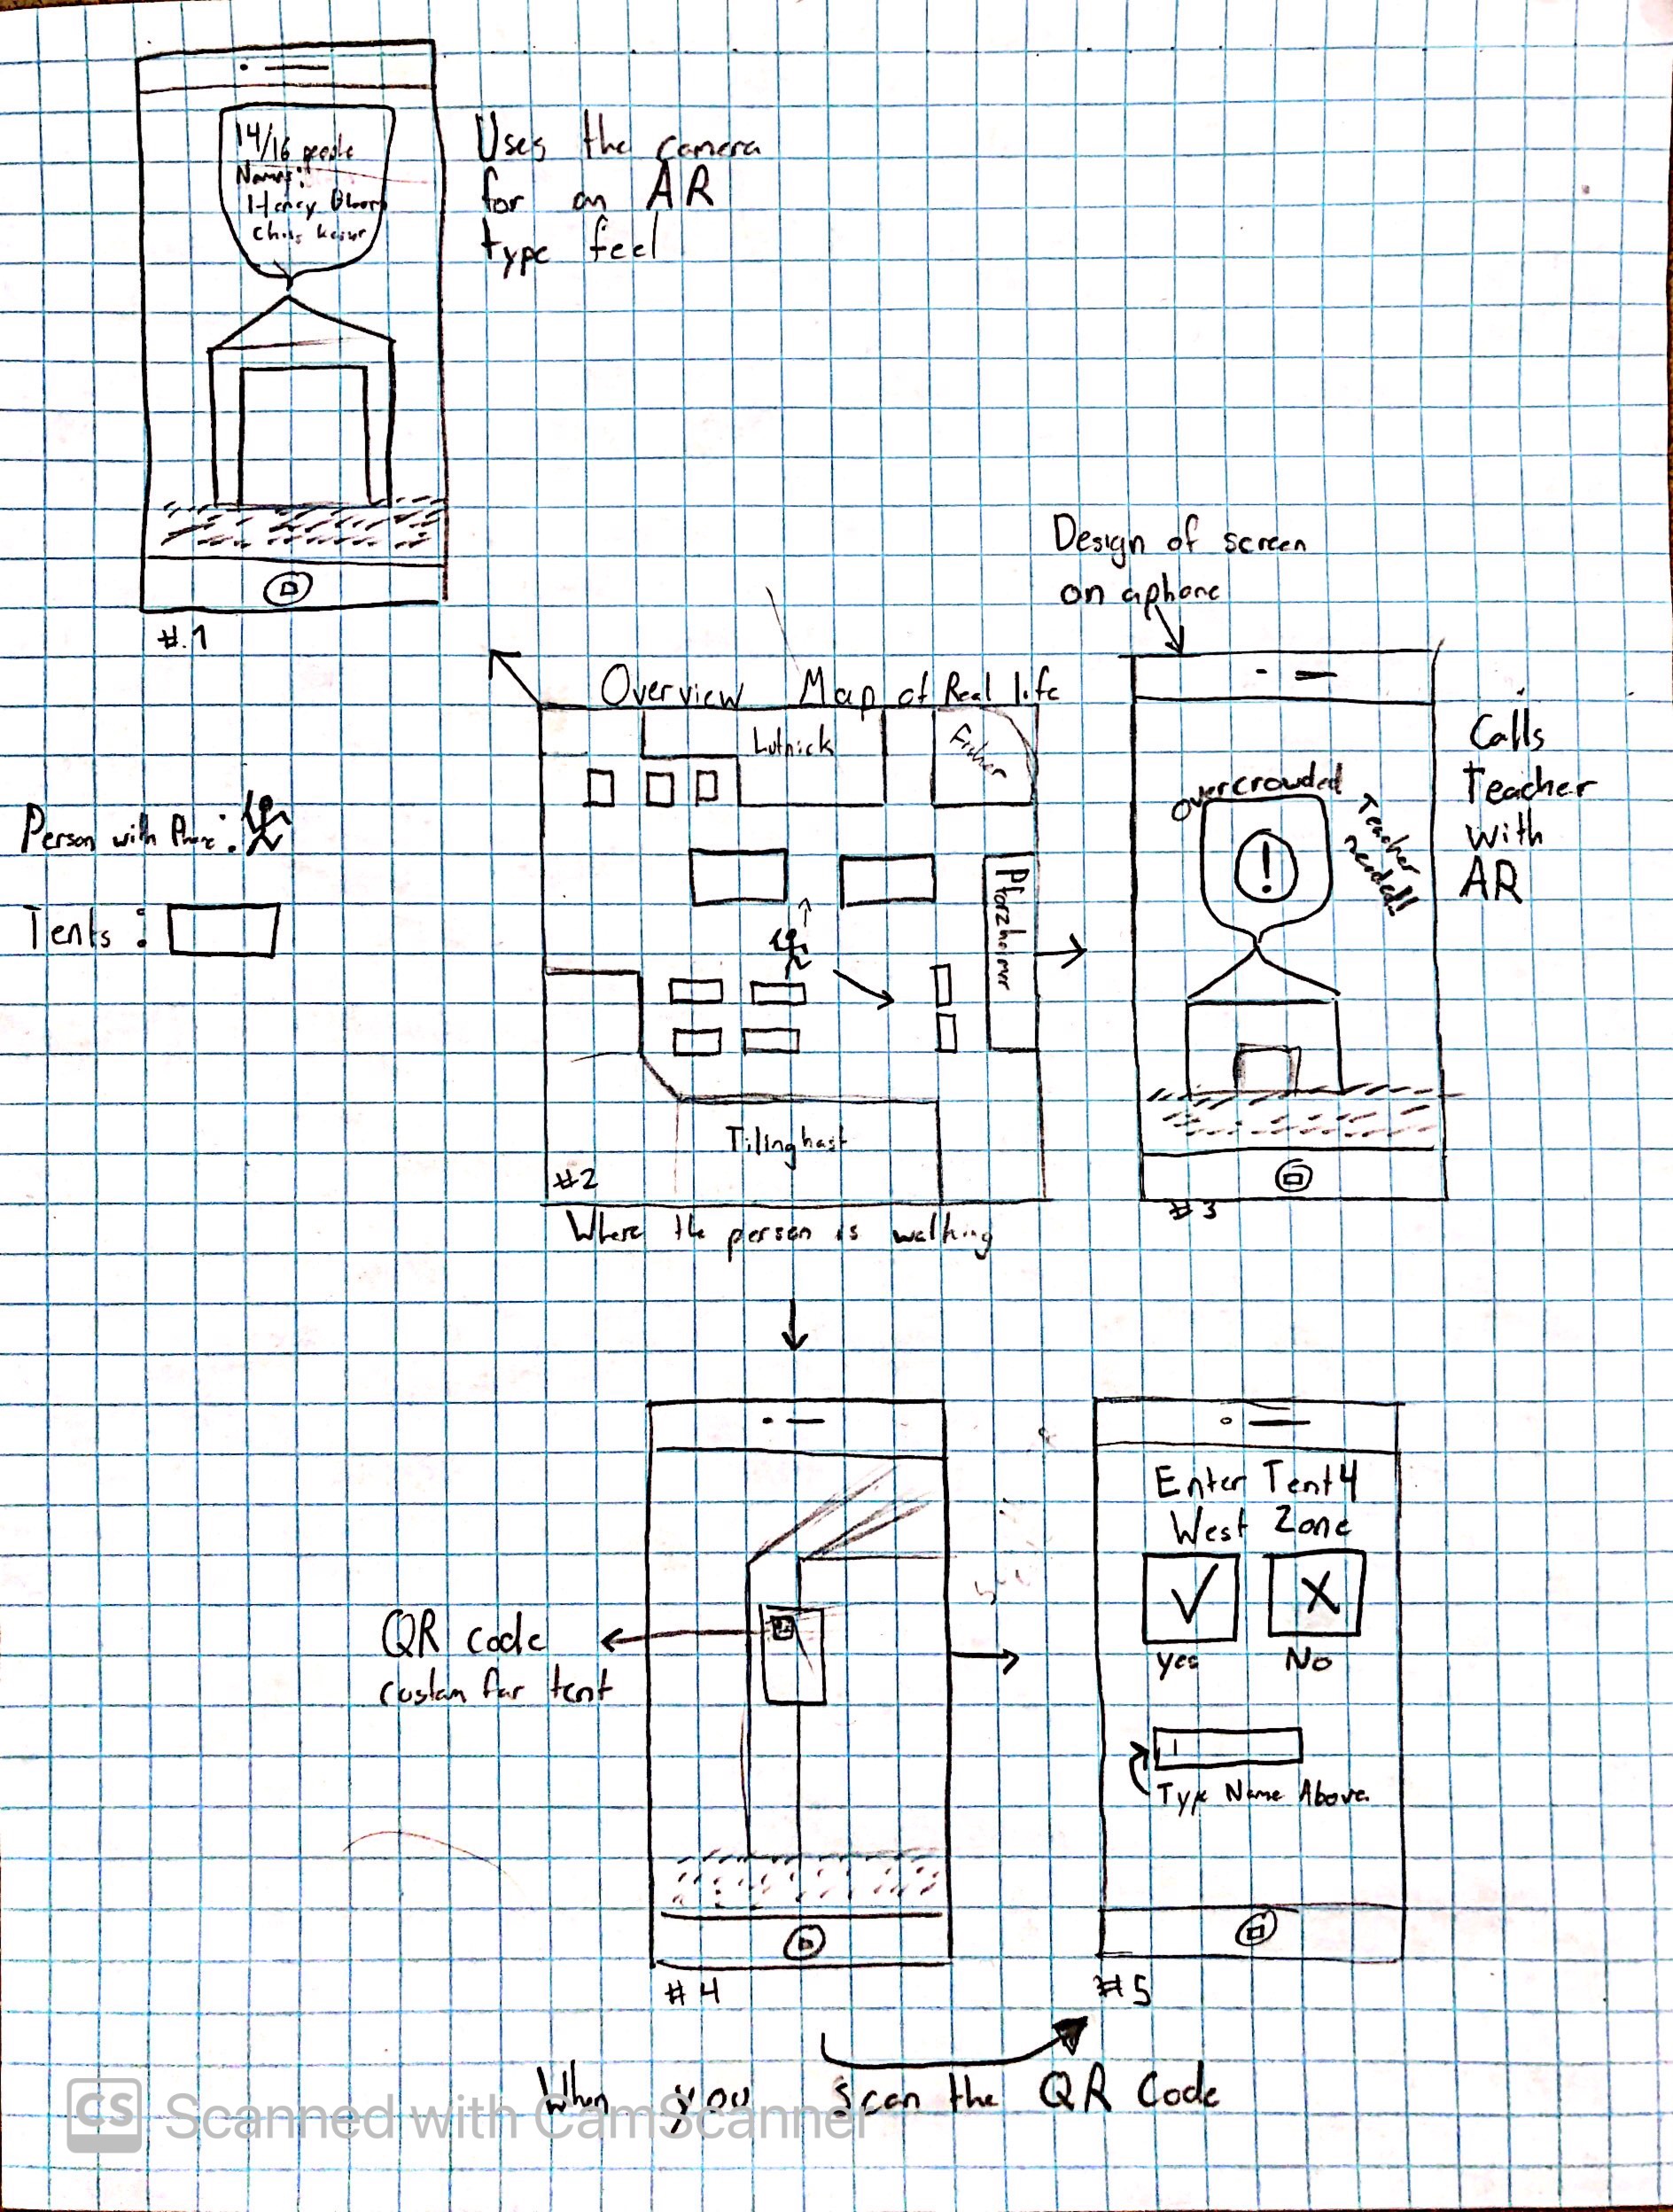 14/16 people
Names:
Henry
Chris
Uses the camera
for an AR
type feel
#.1
Design of screen
on a phone
Overview Map of Real life
Lutnick
Fisher
Pforzheimer
Tilinghast
#2
Where the person is walking
Person with Phone:
Tents:
overcrowded
!
Teacher
needed!!
#3
Calls
Teacher
with
AR
QR code
custom for tent
#4
Enter Tent 4
West Zone
yes
No
Type Name Above.
#5
When you scan the QR Code
CS Scanned with CamScanner